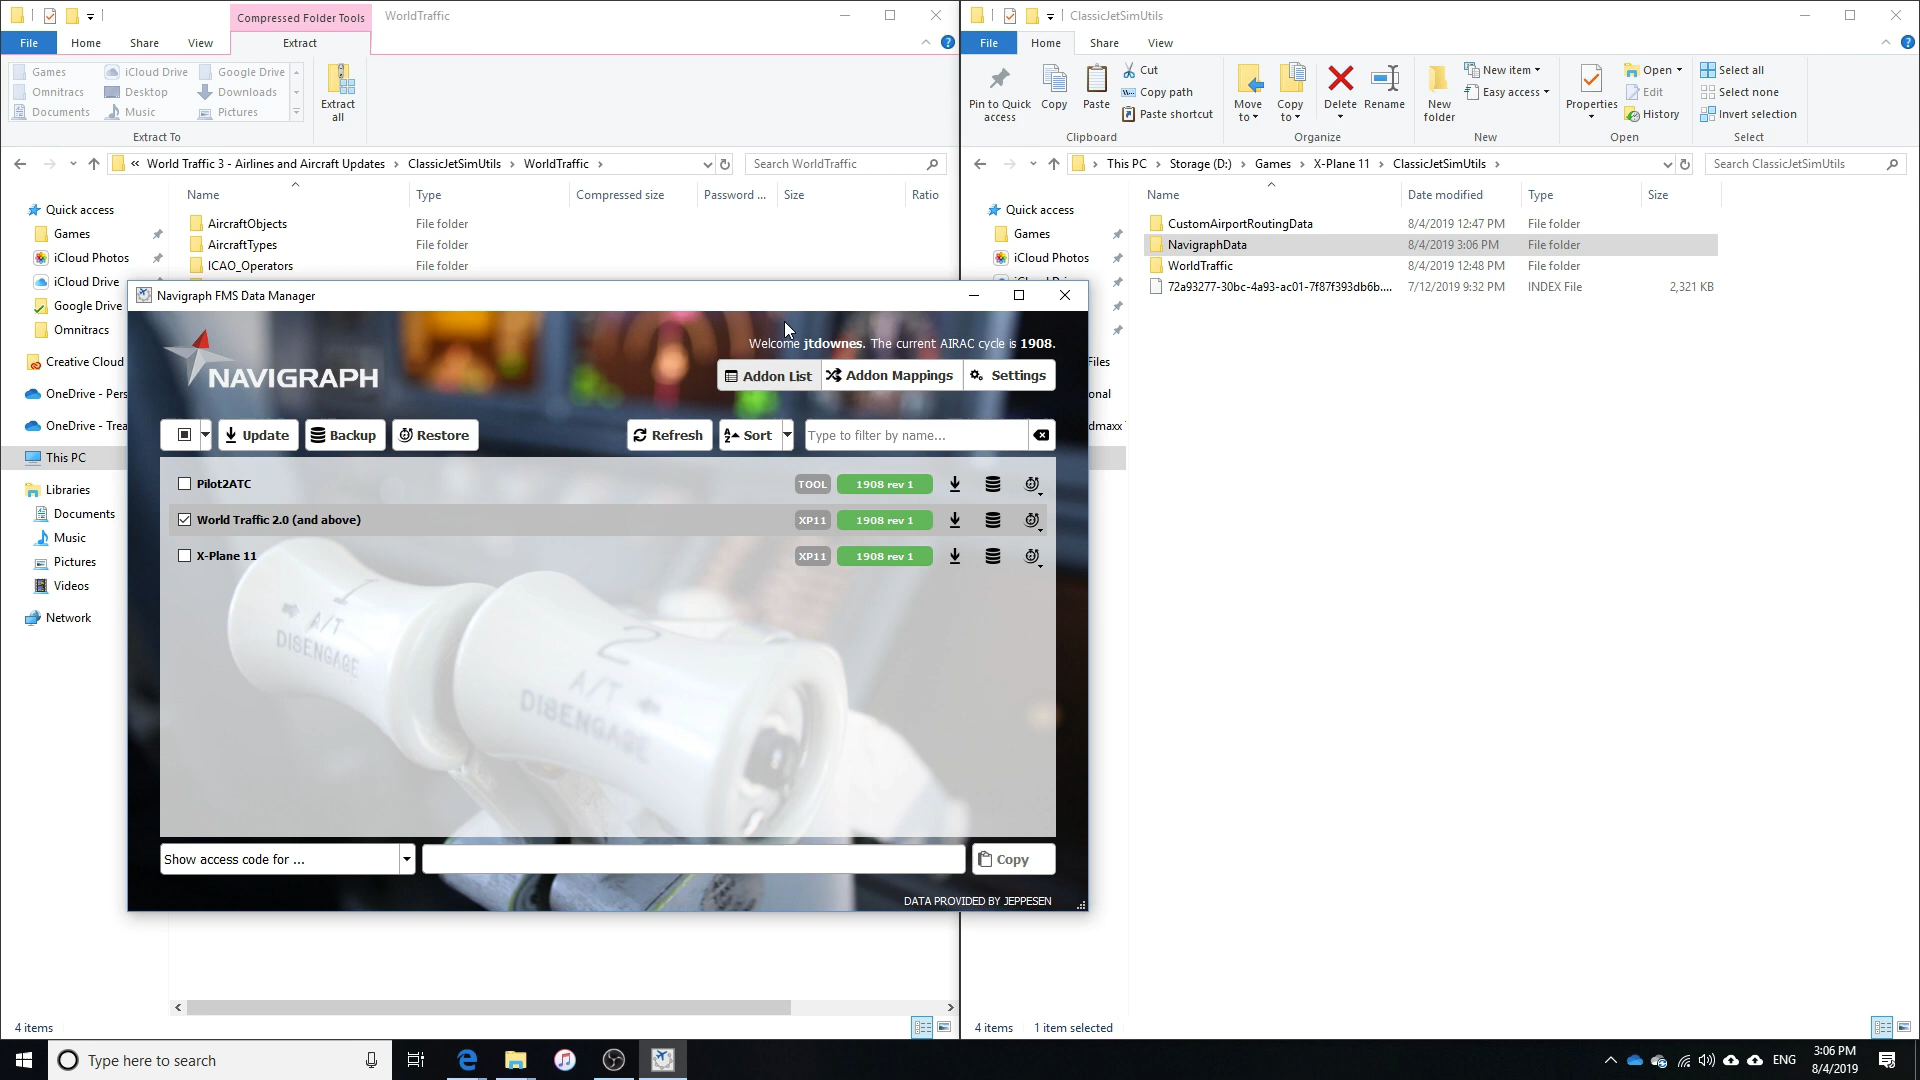 Compressed Folder Tools
WorldTraffic
File
Home
Share
View
Extract
Games
iCloud Drive
Google Drive
Omnitracs
Desktop
Downloads
Documents
Music
Pictures
Extract To
Extract all
« World Traffic 3 - Airlines and Aircraft Updates > ClassicJetSimUtils > WorldTraffic >
Search WorldTraffic
Name
Type
Compressed size
Password ...
Size
Ratio
Quick access
Games
iCloud Photos
iCloud Drive
Google Drive
Omnitracs
Creative Cloud
OneDrive - Pers
OneDrive - Trea
This PC
Libraries
Documents
Music
Pictures
Videos
Network
AircraftObjects File folder
AircraftTypes File folder
ICAO_Operators File folder
4 items
ClassicJetSimUtils
File
Home
Share
View
Pin to Quick access
Copy
Paste
Cut
Copy path
Paste shortcut
Clipboard
Move to
Copy to
Delete
Rename
Organize
New folder
New item
Easy access
New
Properties
Open
Edit
History
Open
Select all
Select none
Invert selection
Select
> This PC > Storage (D:) > Games > X-Plane 11 > ClassicJetSimUtils >
Search ClassicJetSimUtils
Name
Date modified
Type
Size
Quick access
Games
iCloud Photos
Files
onal
dmaxx
CustomAirportRoutingData 8/4/2019 12:47 PM File folder
NavigraphData 8/4/2019 3:06 PM File folder
WorldTraffic 8/4/2019 12:48 PM File folder
72a93277-30bc-4a93-ac01-7f87f393db6b.... 7/12/2019 9:32 PM INDEX File 2,321 KB
4 items
1 item selected
Navigraph FMS Data Manager
NAVIGRAPH
Welcome jtdownes. The current AIRAC cycle is 1908.
Addon List
Addon Mappings
Settings
Update
Backup
Restore
Refresh
Sort
Type to filter by name...
Pilot2ATC TOOL 1908 rev 1
World Traffic 2.0 (and above) XP11 1908 rev 1
X-Plane 11 XP11 1908 rev 1
1
A/T
DISENGAGE
2
A/T
DISENGAGE
Show access code for ...
Copy
DATA PROVIDED BY JEPPESEN
Type here to search
ENG
3:06 PM
8/4/2019